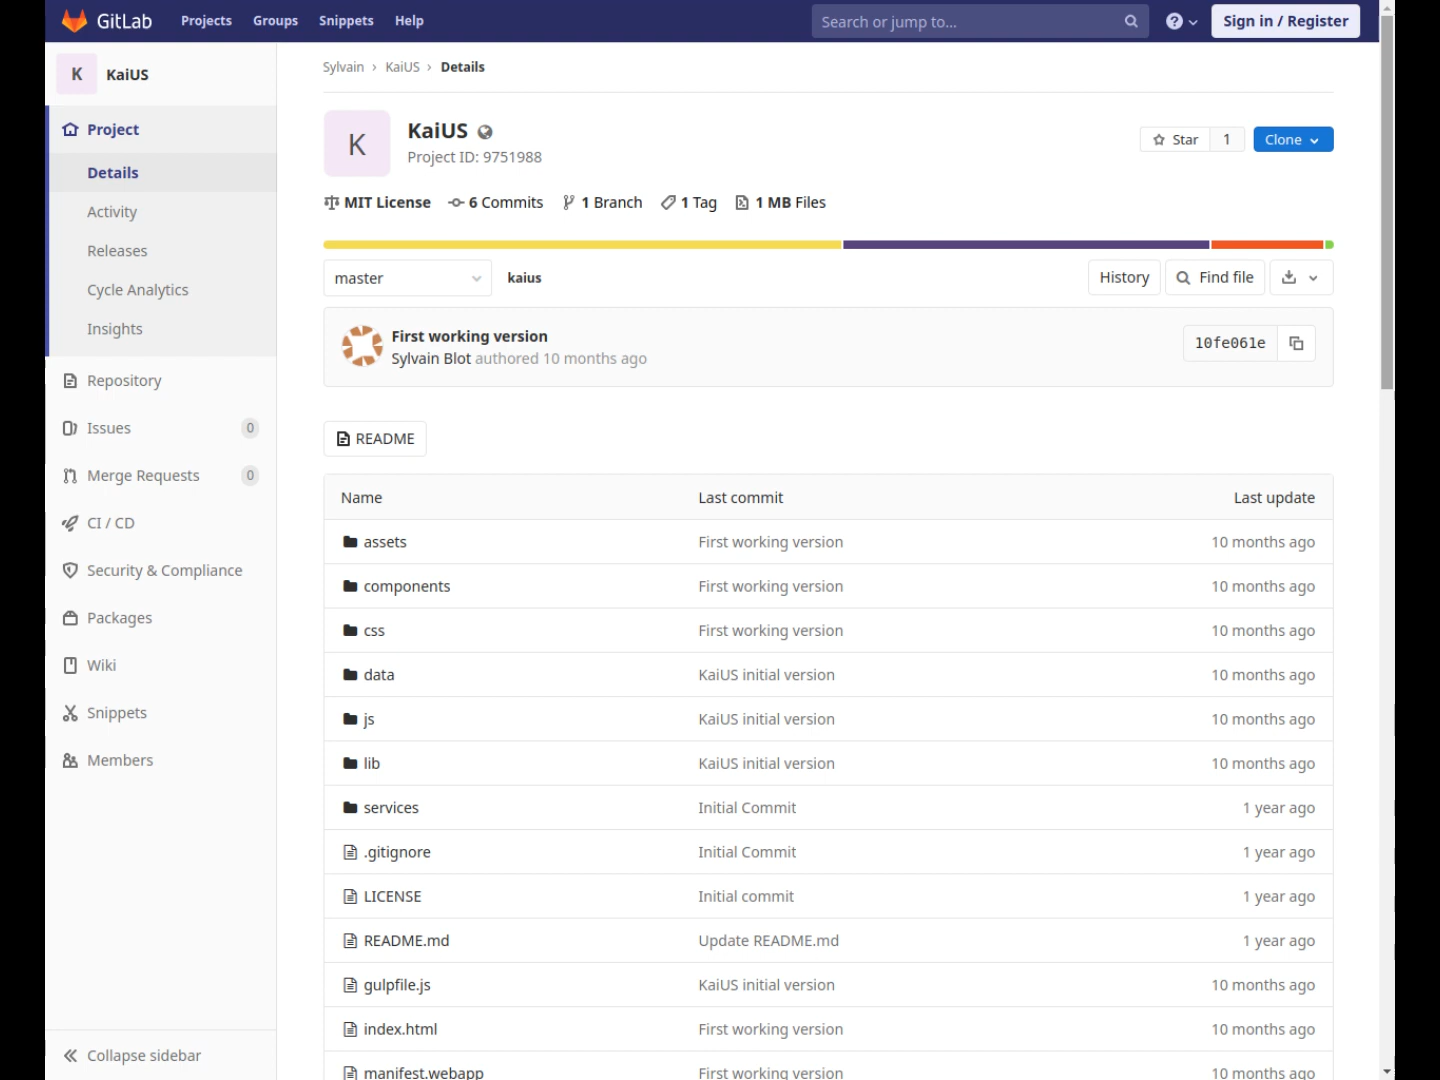 GitLab Projects Groups Snippets Help Search or jump to... Sign in / Register
K KaiUS
Project
Details
Activity
Releases
Cycle Analytics
Insights
Repository
Issues 0
Merge Requests 0
CI / CD
Security & Compliance
Packages
Wiki
Snippets
Members
Collapse sidebar
Sylvain › KaiUS › Details
K
KaiUS
Project ID: 9751988
Star 1 Clone
MIT License 6 Commits 1 Branch 1 Tag 1 MB Files
master kaius History Find file
First working version
Sylvain Blot authored 10 months ago
10fe061e
README
Name Last commit Last update
assets First working version 10 months ago
components First working version 10 months ago
css First working version 10 months ago
data KaiUS initial version 10 months ago
js KaiUS initial version 10 months ago
lib KaiUS initial version 10 months ago
services Initial Commit 1 year ago
.gitignore Initial Commit 1 year ago
LICENSE Initial commit 1 year ago
README.md Update README.md 1 year ago
gulpfile.js KaiUS initial version 10 months ago
index.html First working version 10 months ago
manifest.webapp First working version 10 months ago